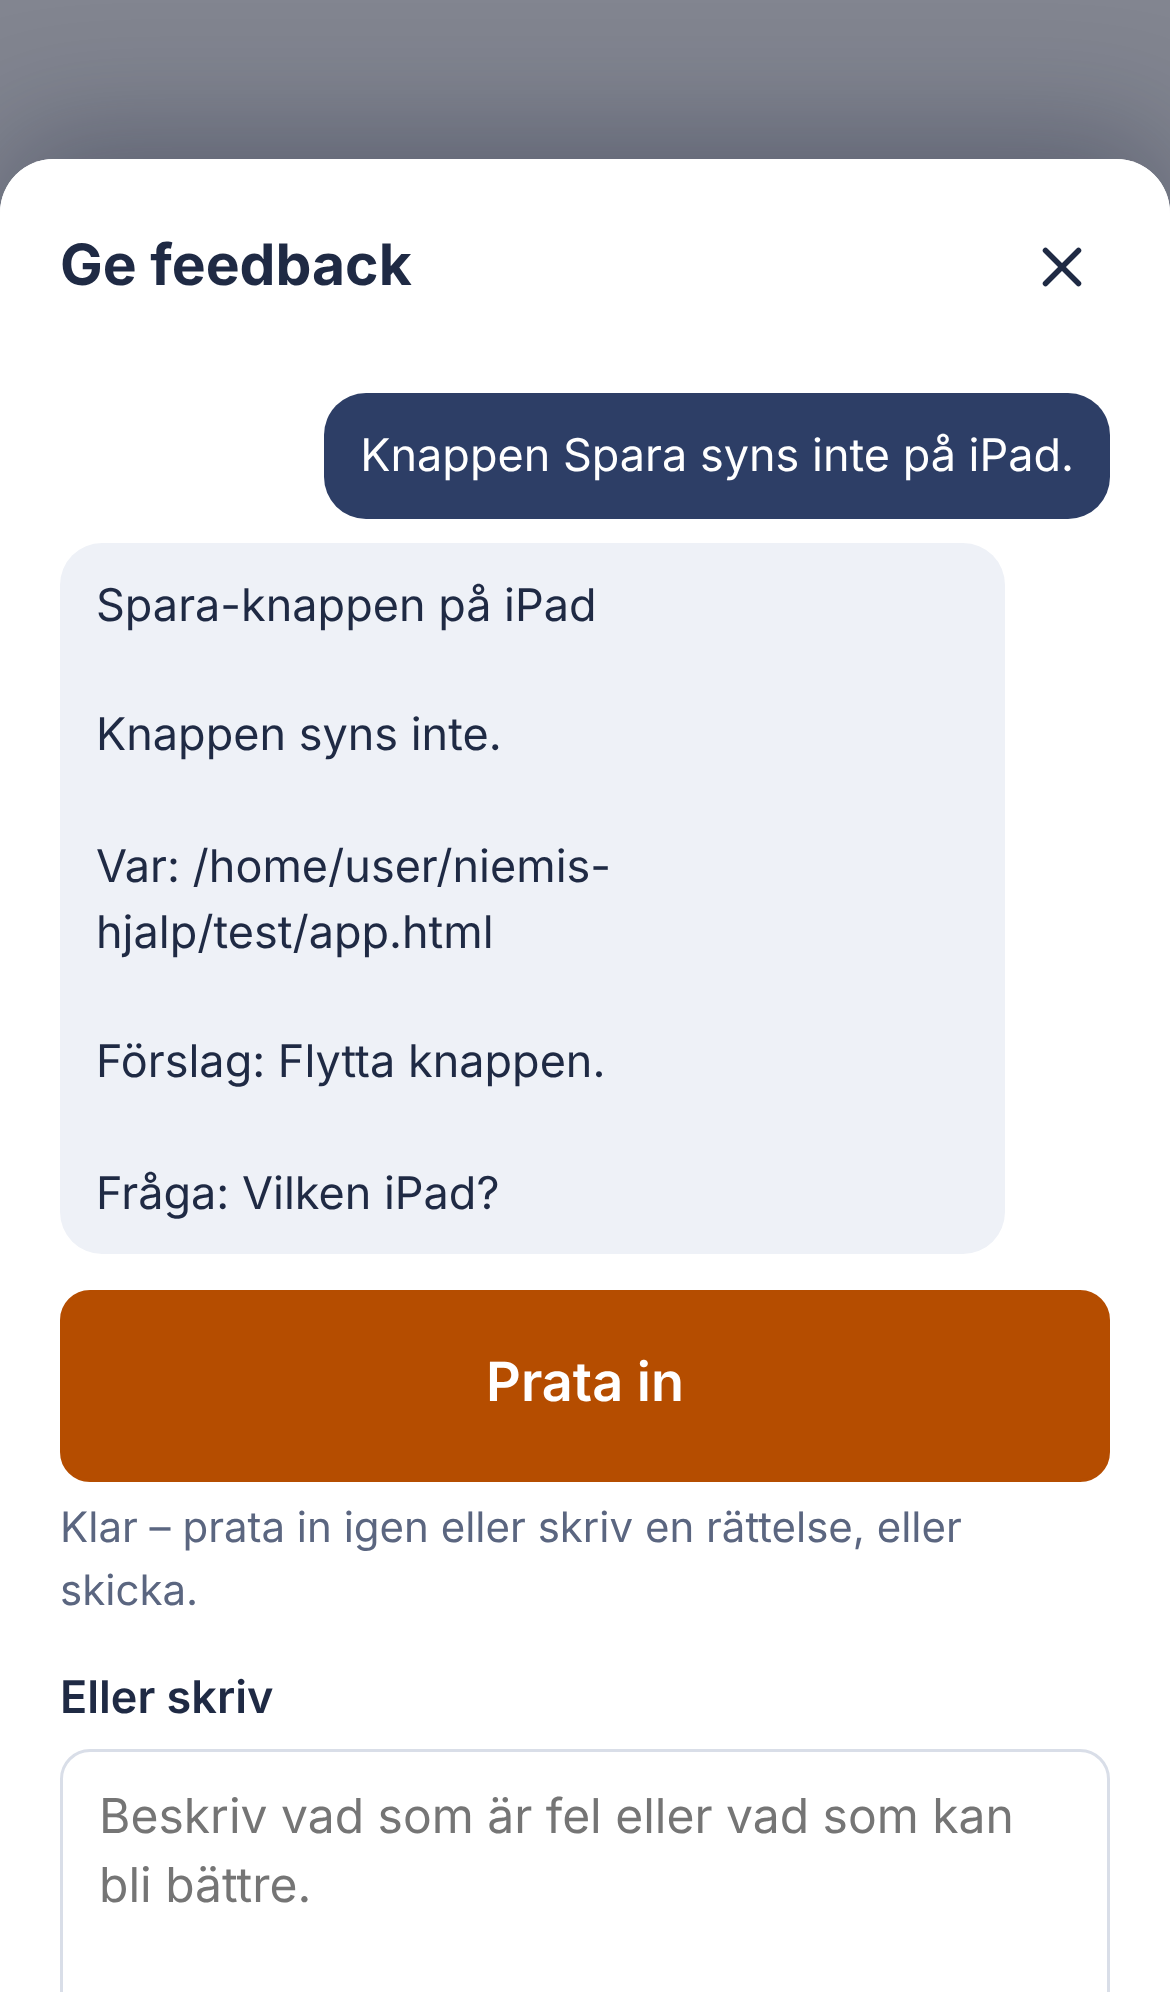 Ge feedback
Knappen Spara syns inte på iPad.
Spara-knappen på iPad
Knappen syns inte.
Var: /home/user/niemis-
hjalp/test/app.html
Förslag: Flytta knappen.
Fråga: Vilken iPad?
Prata in
Klar – prata in igen eller skriv en rättelse, eller
skicka.
Eller skriv
Beskriv vad som är fel eller vad som kan
bli bättre.